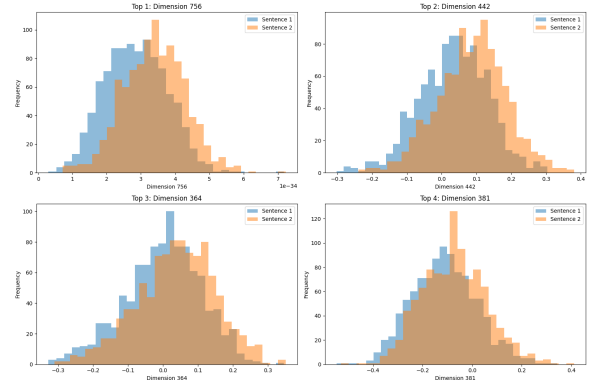 Top 1: Dimension 756
Frequency
100
80
60
40
20
0
Sentence 1
Sentence 2
0
1
2
3
4
5
6
7
1e−34
Dimension 756
Top 2: Dimension 442
Frequency
80
60
40
20
0
Sentence 1
Sentence 2
−0.3
−0.2
−0.1
0.0
0.1
0.2
0.3
0.4
Dimension 442
Top 3: Dimension 364
Frequency
100
80
60
40
20
0
Sentence 1
Sentence 2
−0.3
−0.2
−0.1
0.0
0.1
0.2
0.3
Dimension 364
Top 4: Dimension 381
Frequency
120
100
80
60
40
20
0
Sentence 1
Sentence 2
−0.4
−0.2
0.0
0.2
0.4
Dimension 381